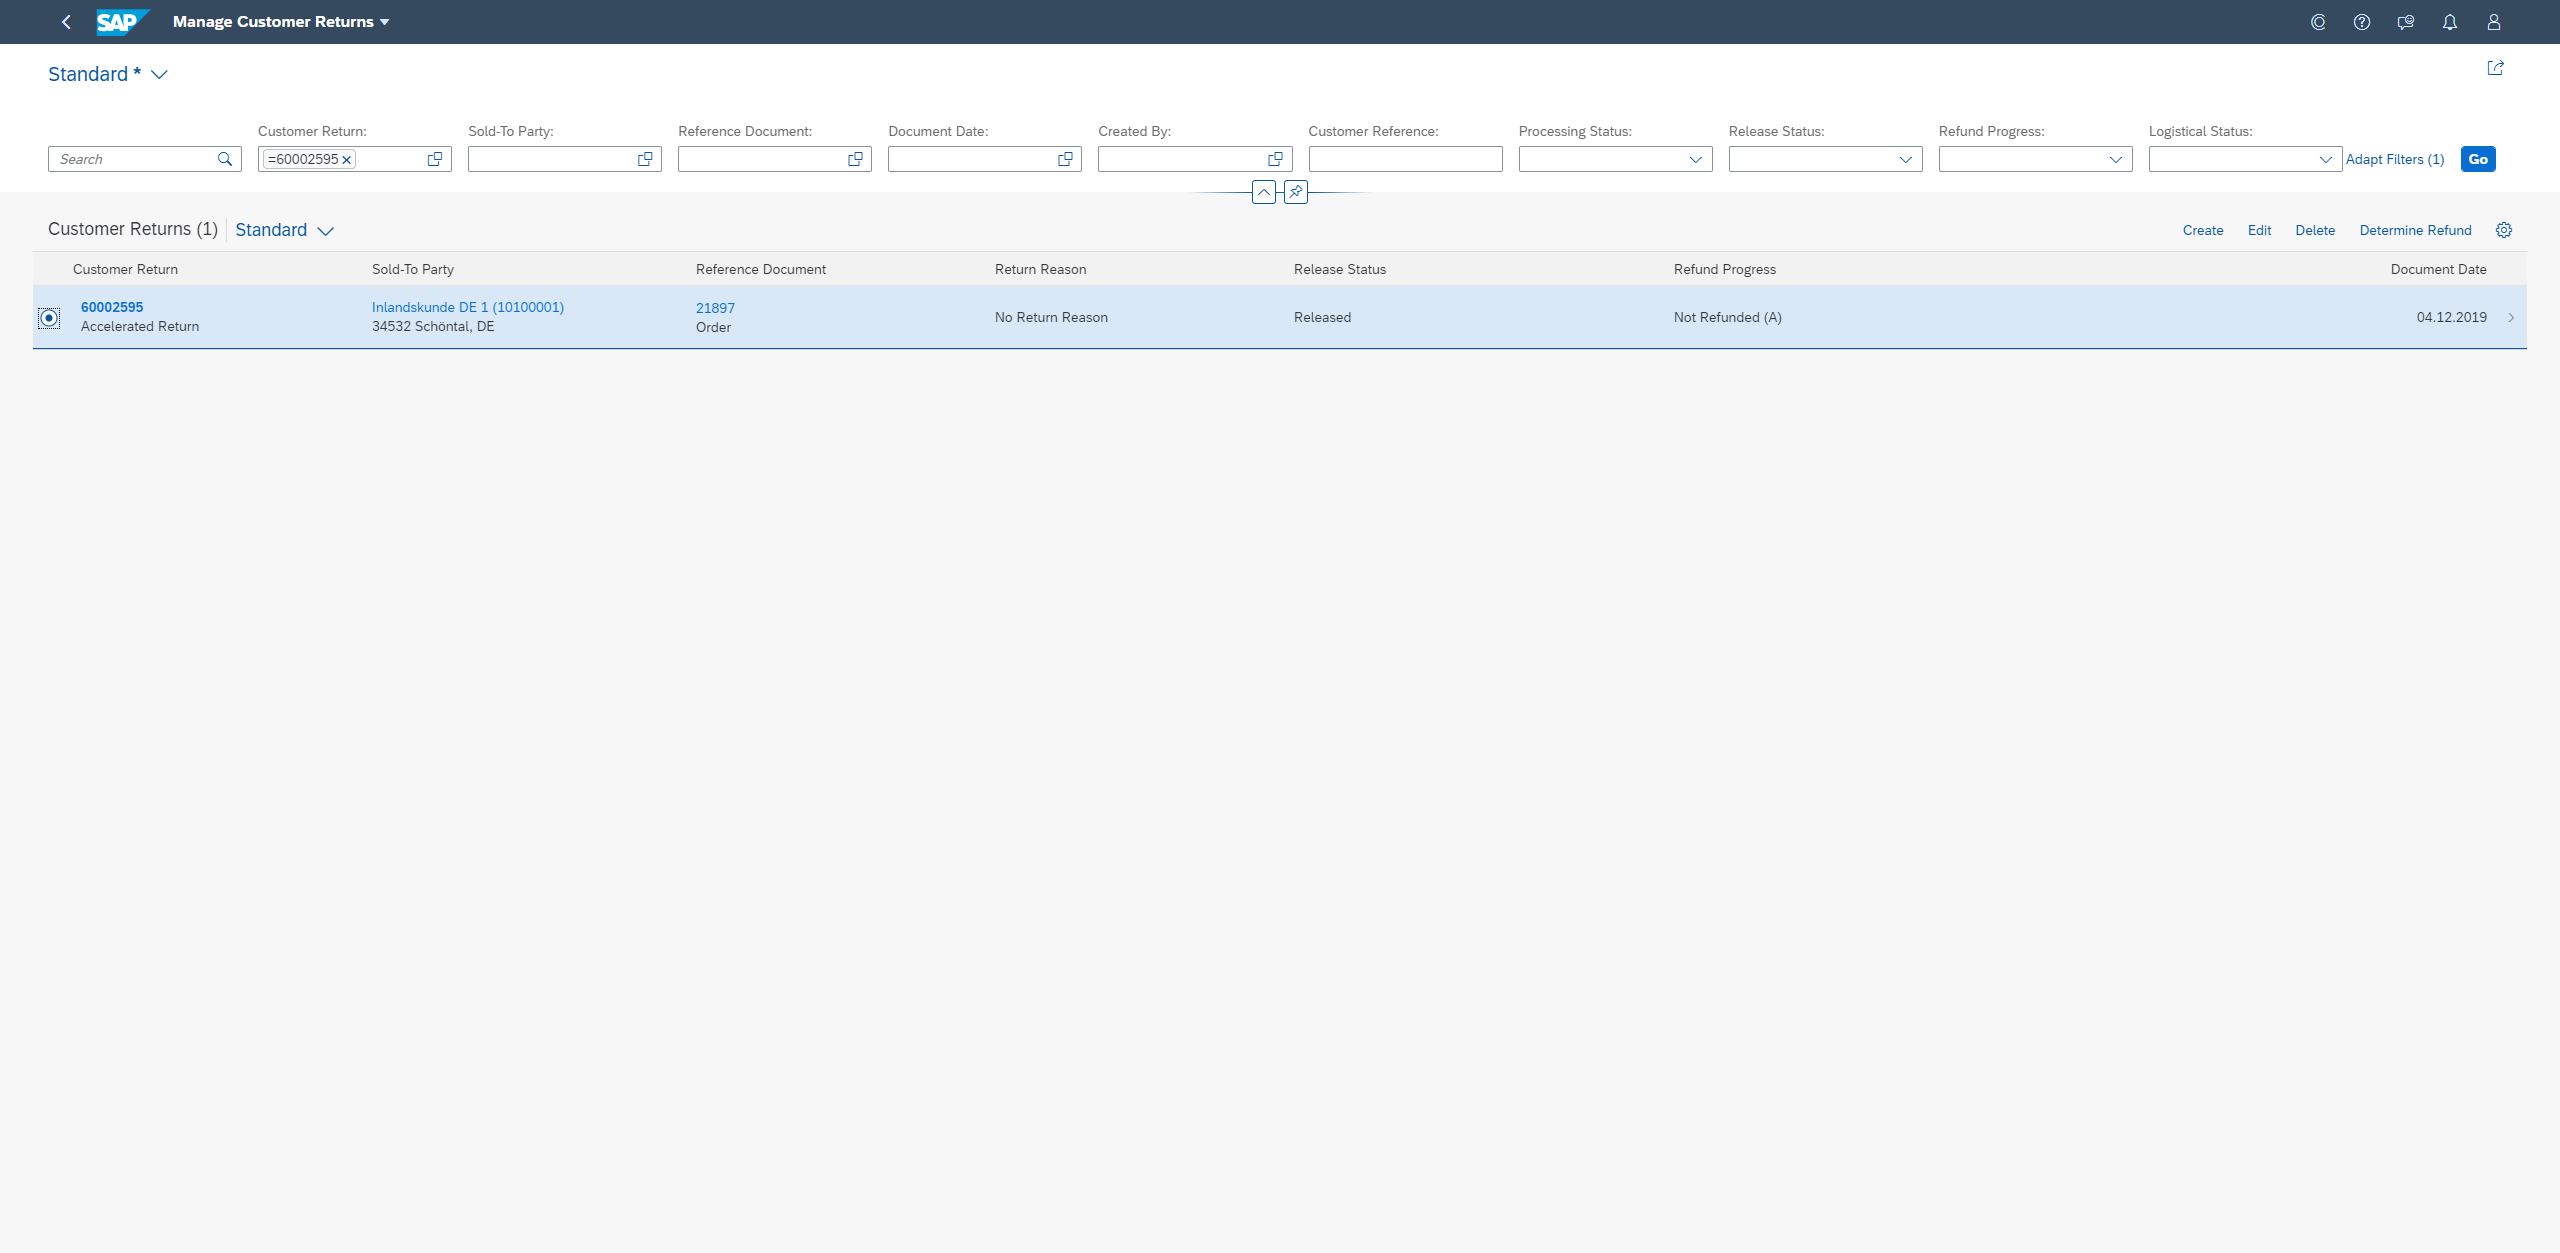 SAP Manage Customer Returns
Standard *
Customer Return: Sold-To Party: Reference Document: Document Date: Created By: Customer Reference: Processing Status: Release Status: Refund Progress: Logistical Status:
Search =60002595 Adapt Filters (1) Go
Customer Returns (1) Standard Create Edit Delete Determine Refund
Customer Return Sold-To Party Reference Document Return Reason Release Status Refund Progress Document Date
60002595 Inlandskunde DE 1 (10100001) 21897 No Return Reason Released Not Refunded (A) 04.12.2019
Accelerated Return 34532 Schöntal, DE Order